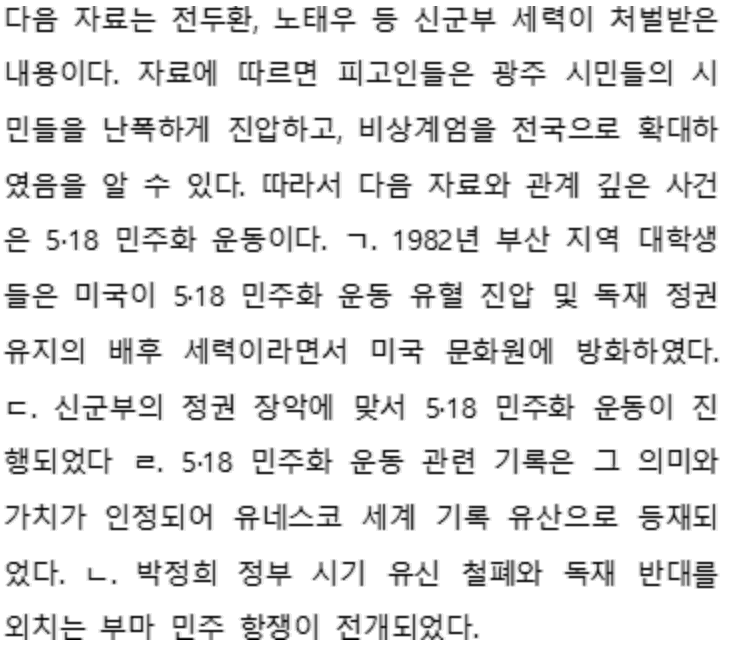 다음 자료는 전두환, 노태우 등 신군부 세력이 처벌받은
내용이다. 자료에 따르면 피고인들은 광주 시민들의 시
민들을 난폭하게 진압하고, 비상계엄을 전국으로 확대하
였음을 알 수 있다. 따라서 다음 자료와 관계 깊은 사건
은 5·18 민주화 운동이다. ㄱ. 1982년 부산 지역 대학생
들은 미국이 5·18 민주화 운동 유혈 진압 및 독재 정권
유지의 배후 세력이라면서 미국 문화원에 방화하였다.
ㄷ. 신군부의 정권 장악에 맞서 5·18 민주화 운동이 진
행되었다 ㄹ. 5·18 민주화 운동 관련 기록은 그 의미와
가치가 인정되어 유네스코 세계 기록 유산으로 등재되
었다. ㄴ. 박정희 정부 시기 유신 철폐와 독재 반대를
외치는 부마 민주 항쟁이 전개되었다.